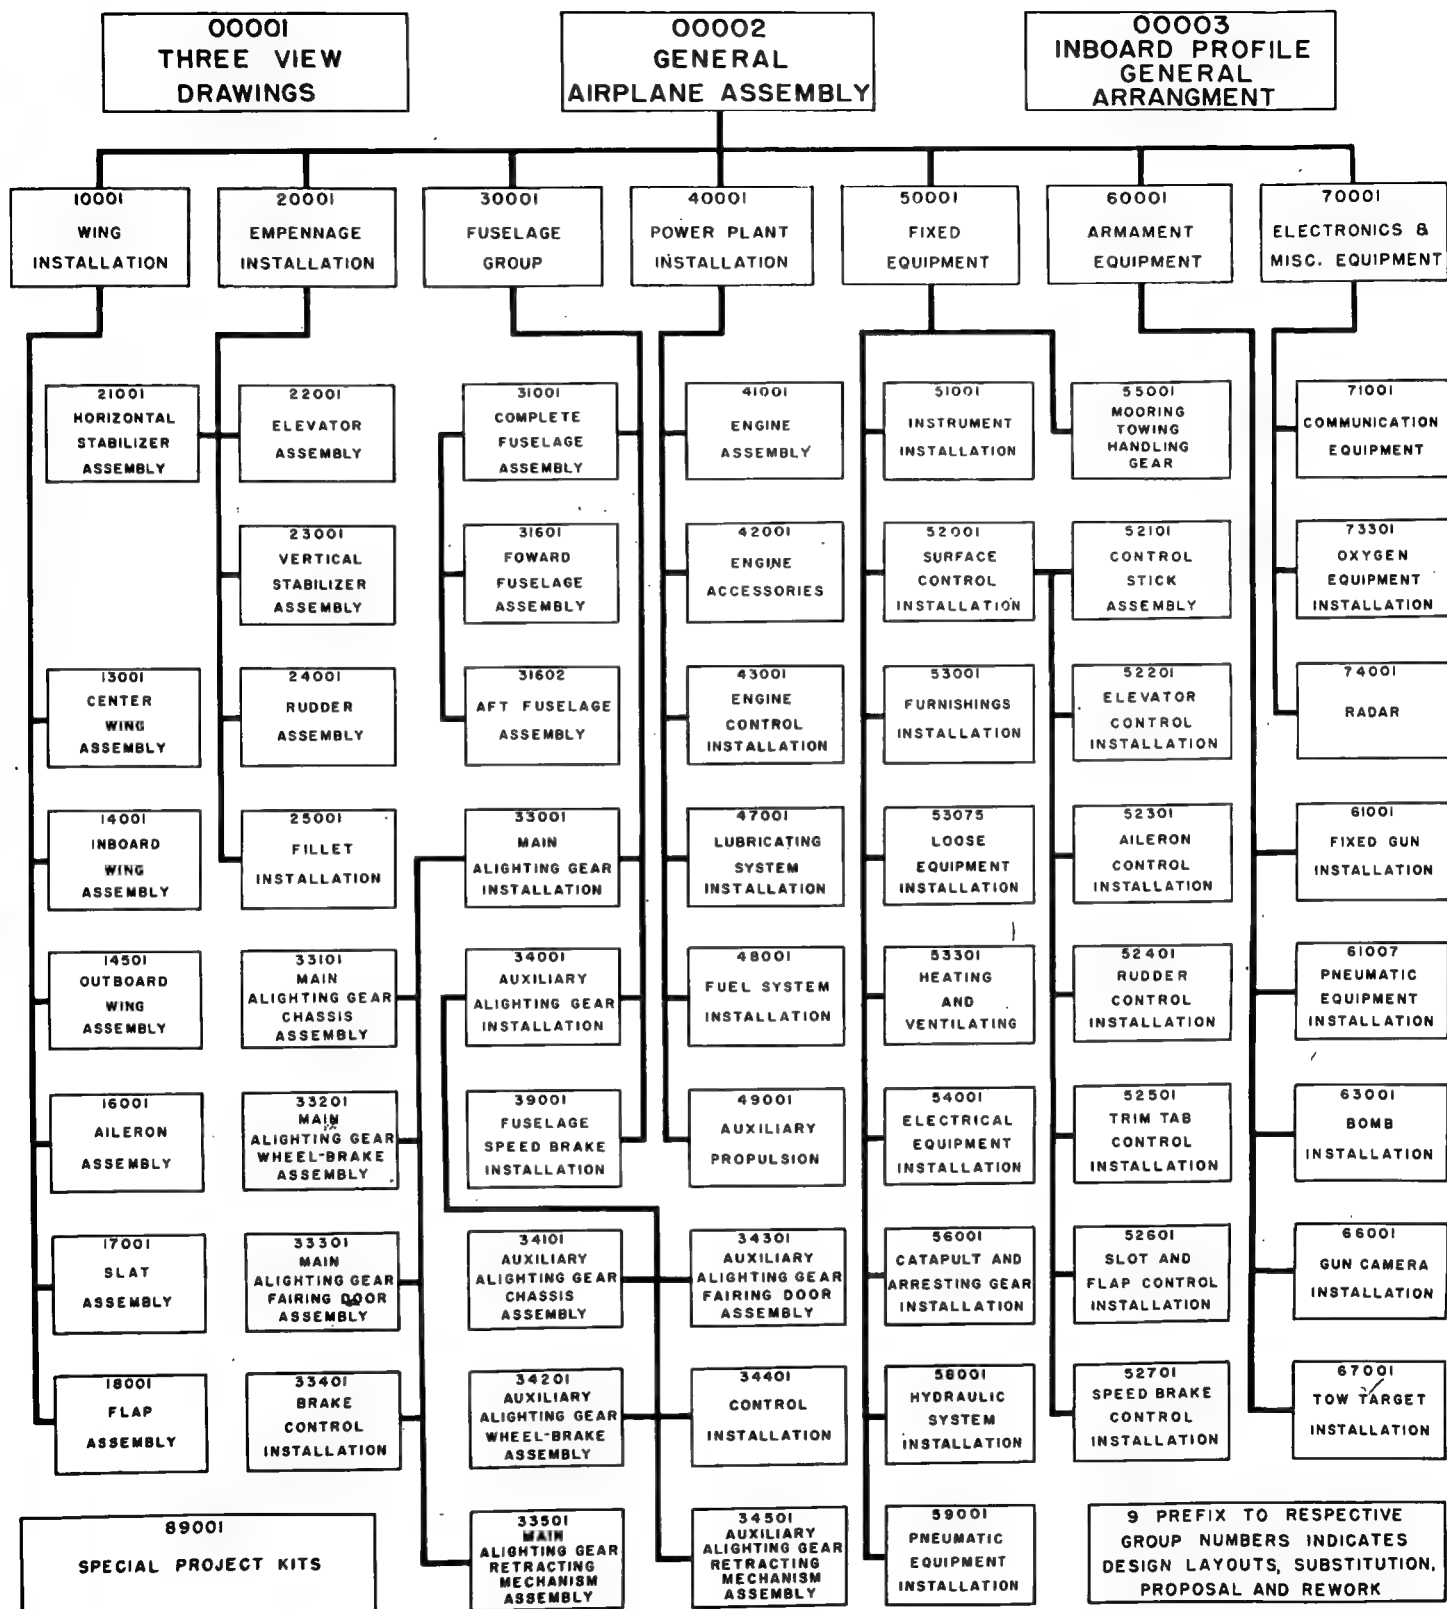 00001
THREE VIEW
DRAWINGS
00002
GENERAL
AIRPLANE ASSEMBLY
00003
INBOARD PROFILE
GENERAL
ARRANGMENT
10001
WING
INSTALLATION
20001
EMPENNAGE
INSTALLATION
30001
FUSELAGE
GROUP
40001
POWER PLANT
INSTALLATION
50001
FIXED
EQUIPMENT
60001
ARMAMENT
EQUIPMENT
70001
ELECTRONICS &
MISC. EQUIPMENT
21001
HORIZONTAL
STABILIZER
ASSEMBLY
22001
ELEVATOR
ASSEMBLY
31001
COMPLETE
FUSELAGE
ASSEMBLY
41001
ENGINE
ASSEMBLY
51001
INSTRUMENT
INSTALLATION
55001
MOORING
TOWING
HANDLING
GEAR
71001
COMMUNICATION
EQUIPMENT
23001
VERTICAL
STABILIZER
ASSEMBLY
31601
FOWARD
FUSELAGE
ASSEMBLY
42001
ENGINE
ACCESSORIES
52001
SURFACE
CONTROL
INSTALLATION
52101
CONTROL
STICK
ASSEMBLY
73301
OXYGEN
EQUIPMENT
INSTALLATION
13001
CENTER
WING
ASSEMBLY
24001
RUDDER
ASSEMBLY
31602
AFT FUSELAGE
ASSEMBLY
43001
ENGINE
CONTROL
INSTALLATION
53001
FURNISHINGS
INSTALLATION
52201
ELEVATOR
CONTROL
INSTALLATION
74001
RADAR
14001
INBOARD
WING
ASSEMBLY
25001
FILLET
INSTALLATION
33001
MAIN
ALIGHTING GEAR
INSTALLATION
47001
LUBRICATING
SYSTEM
INSTALLATION
53075
LOOSE
EQUIPMENT
INSTALLATION
52301
AILERON
CONTROL
INSTALLATION
61001
FIXED GUN
INSTALLATION
14501
OUTBOARD
WING
ASSEMBLY
33101
MAIN
ALIGHTING GEAR
CHASSIS
ASSEMBLY
34001
AUXILIARY
ALIGHTING GEAR
INSTALLATION
48001
FUEL SYSTEM
INSTALLATION
53301
HEATING
AND
VENTILATING
52401
RUDDER
CONTROL
INSTALLATION
61007
PNEUMATIC
EQUIPMENT
INSTALLATION
16001
AILERON
ASSEMBLY
33201
MAIN
ALIGHTING GEAR
WHEEL-BRAKE
ASSEMBLY
39001
FUSELAGE
SPEED BRAKE
INSTALLATION
49001
AUXILIARY
PROPULSION
54001
ELECTRICAL
EQUIPMENT
INSTALLATION
52501
TRIM TAB
CONTROL
INSTALLATION
63001
BOMB
INSTALLATION
17001
SLAT
ASSEMBLY
33301
MAIN
ALIGHTING GEAR
FAIRING DOOR
ASSEMBLY
34101
AUXILIARY
ALIGHTING GEAR
CHASSIS
ASSEMBLY
34301
AUXILIARY
ALIGHTING GEAR
FAIRING DOOR
ASSEMBLY
56001
CATAPULT AND
ARRESTING GEAR
INSTALLATION
52601
SLOT AND
FLAP CONTROL
INSTALLATION
66001
GUN CAMERA
INSTALLATION
18001
FLAP
ASSEMBLY
33401
BRAKE
CONTROL
INSTALLATION
34201
AUXILIARY
ALIGHTING GEAR
WHEEL-BRAKE
ASSEMBLY
34401
CONTROL
INSTALLATION
58001
HYDRAULIC
SYSTEM
INSTALLATION
52701
SPEED BRAKE
CONTROL
INSTALLATION
67001
TOW TARGET
INSTALLATION
89001
SPECIAL PROJECT KITS
33501
MAIN
ALIGHTING GEAR
RETRACTING
MECHANISM
ASSEMBLY
34501
AUXILIARY
ALIGHTING GEAR
RETRACTING
MECHANISM
ASSEMBLY
59001
PNEUMATIC
EQUIPMENT
INSTALLATION
9 PREFIX TO RESPECTIVE
GROUP NUMBERS INDICATES
DESIGN LAYOUTS, SUBSTITUTION,
PROPOSAL AND REWORK